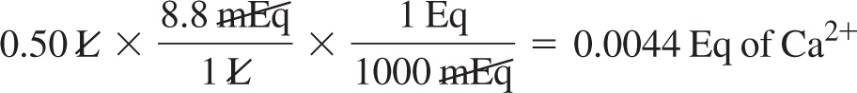 0.50 L × 8.8 mEq / 1 L × 1 Eq / 1000 mEq = 0.0044 Eq of Ca²⁺